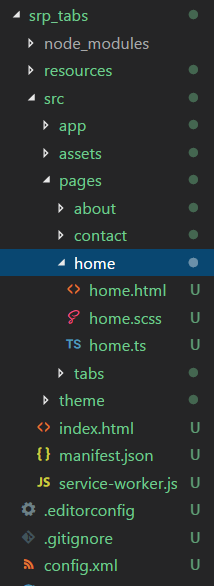 srp_tabs
node_modules
resources
src
app
assets
pages
about
contact
home
<> home.html U
home.scss U
TS home.ts U
tabs
theme
<> index.html U
{ } manifest.json U
service-worker.js U
.editorconfig U
.gitignore U
config.xml U